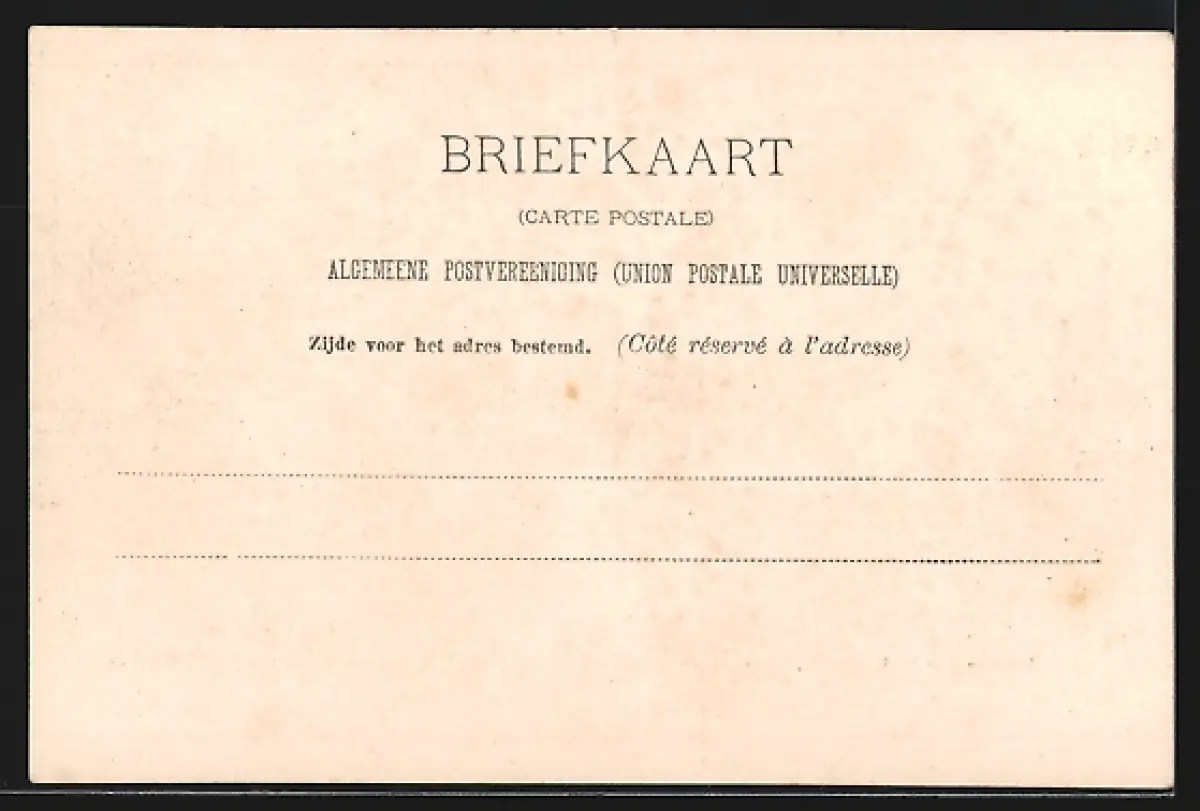 BRIEFKAART
(CARTE POSTALE)
ALGEMEENE POSTVEREENIGING (UNION POSTALE UNIVERSELLE)
Zijde voor het adres bestemd. (Côté réservé à l'adresse)